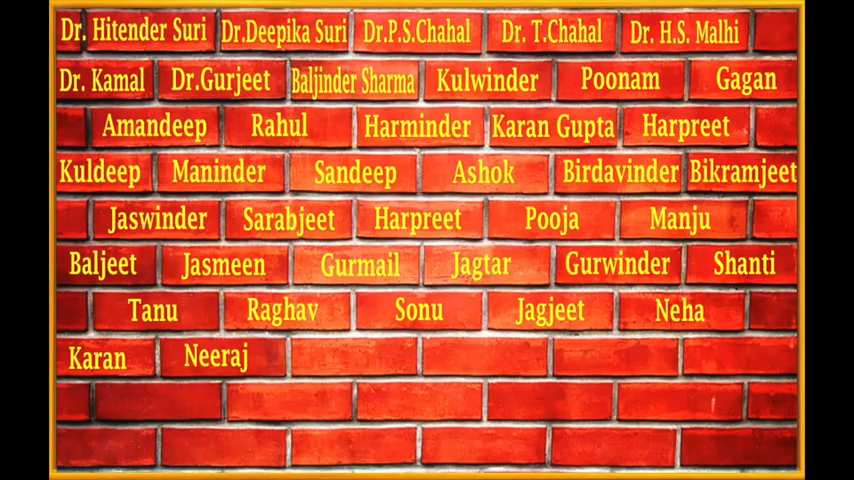 Dr. Hitender Suri Dr.Deepika Suri Dr.P.S.Chahal Dr. T.Chahal Dr. H.S. Malhi
Dr. Kamal Dr.Gurjeet Baljinder Sharma Kulwinder Poonam Gagan
Amandeep Rahul Harminder Karan Gupta Harpreet
Kuldeep Maninder Sandeep Ashok Birdavinder Bikramjeet
Jaswinder Sarabjeet Harpreet Pooja Manju
Baljeet Jasmeen Gurmail Jagtar Gurwinder Shanti
Tanu Raghav Sonu Jagjeet Neha
Karan Neeraj